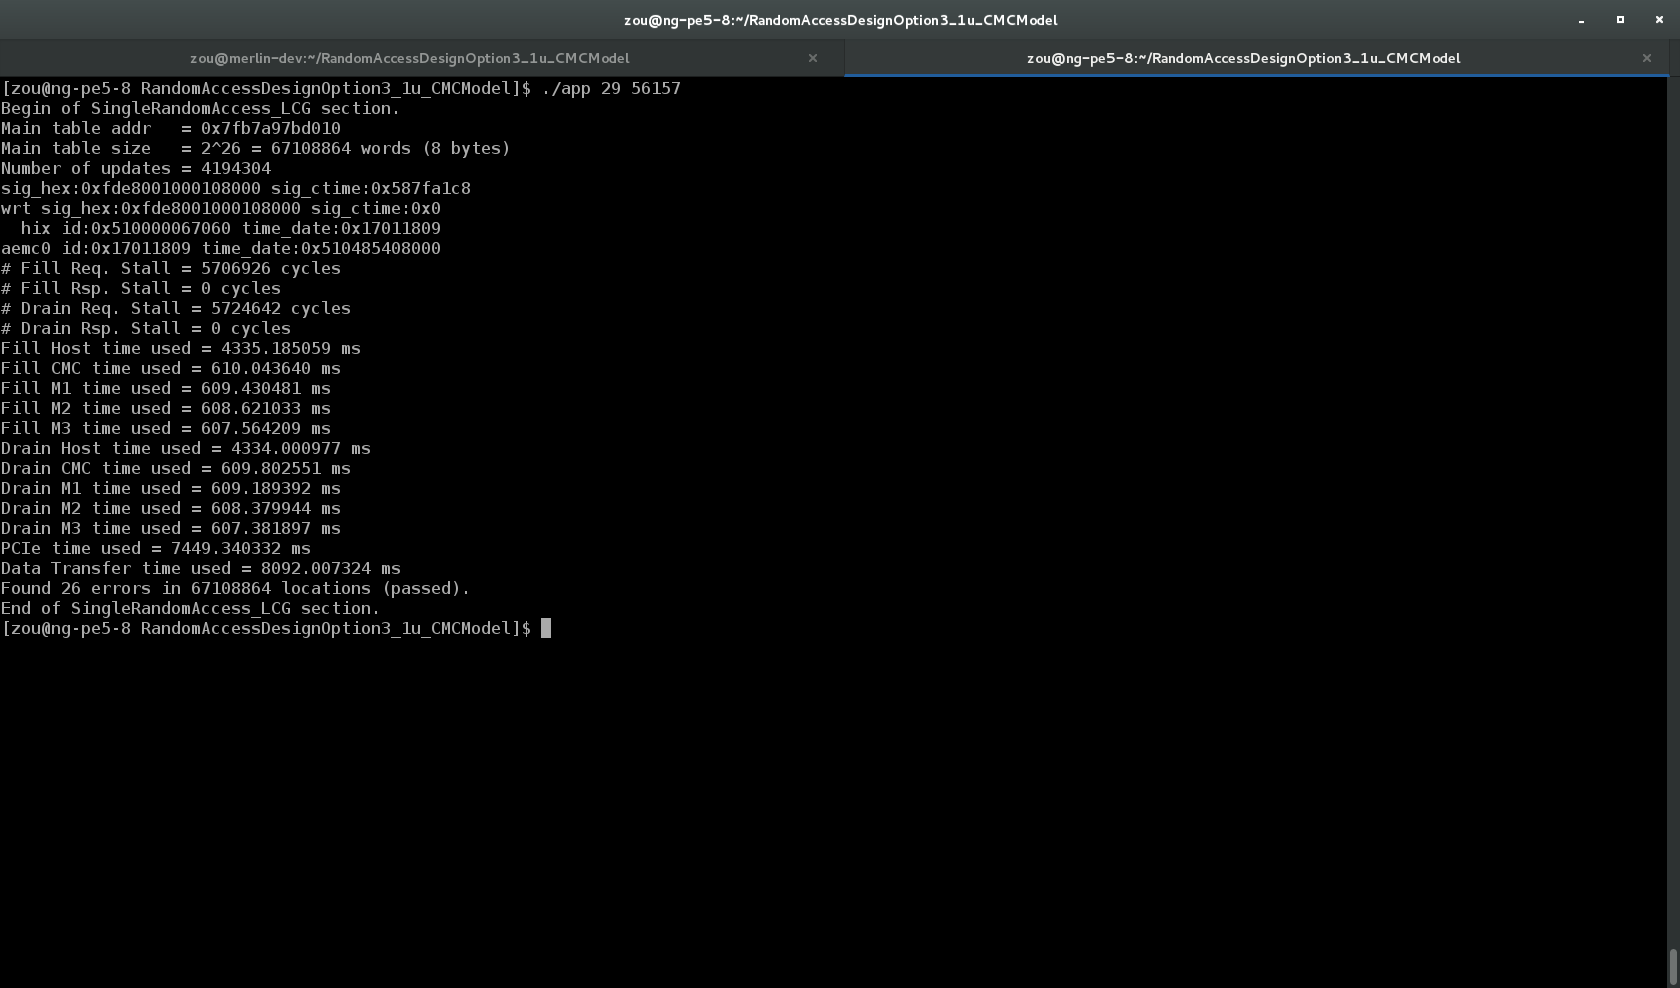 zou@ng-pe5-8:~/RandomAccessDesignOption3_1u_CMCModel
zou@merlin-dev:~/RandomAccessDesignOption3_1u_CMCModel
zou@ng-pe5-8:~/RandomAccessDesignOption3_1u_CMCModel
[zou@ng-pe5-8 RandomAccessDesignOption3_1u_CMCModel]$ ./app 29 56157
Begin of SingleRandomAccess_LCG section.
Main table addr   = 0x7fb7a97bd010
Main table size   = 2^26 = 67108864 words (8 bytes)
Number of updates = 4194304
sig_hex:0xfde8001000108000 sig_ctime:0x587fa1c8
wrt sig_hex:0xfde8001000108000 sig_ctime:0x0
  hix id:0x510000067060 time_date:0x17011809
aemc0 id:0x17011809 time_date:0x510485408000
# Fill Req. Stall = 5706926 cycles
# Fill Rsp. Stall = 0 cycles
# Drain Req. Stall = 5724642 cycles
# Drain Rsp. Stall = 0 cycles
Fill Host time used = 4335.185059 ms
Fill CMC time used = 610.043640 ms
Fill M1 time used = 609.430481 ms
Fill M2 time used = 608.621033 ms
Fill M3 time used = 607.564209 ms
Drain Host time used = 4334.000977 ms
Drain CMC time used = 609.802551 ms
Drain M1 time used = 609.189392 ms
Drain M2 time used = 608.379944 ms
Drain M3 time used = 607.381897 ms
PCIe time used = 7449.340332 ms
Data Transfer time used = 8092.007324 ms
Found 26 errors in 67108864 locations (passed).
End of SingleRandomAccess_LCG section.
[zou@ng-pe5-8 RandomAccessDesignOption3_1u_CMCModel]$